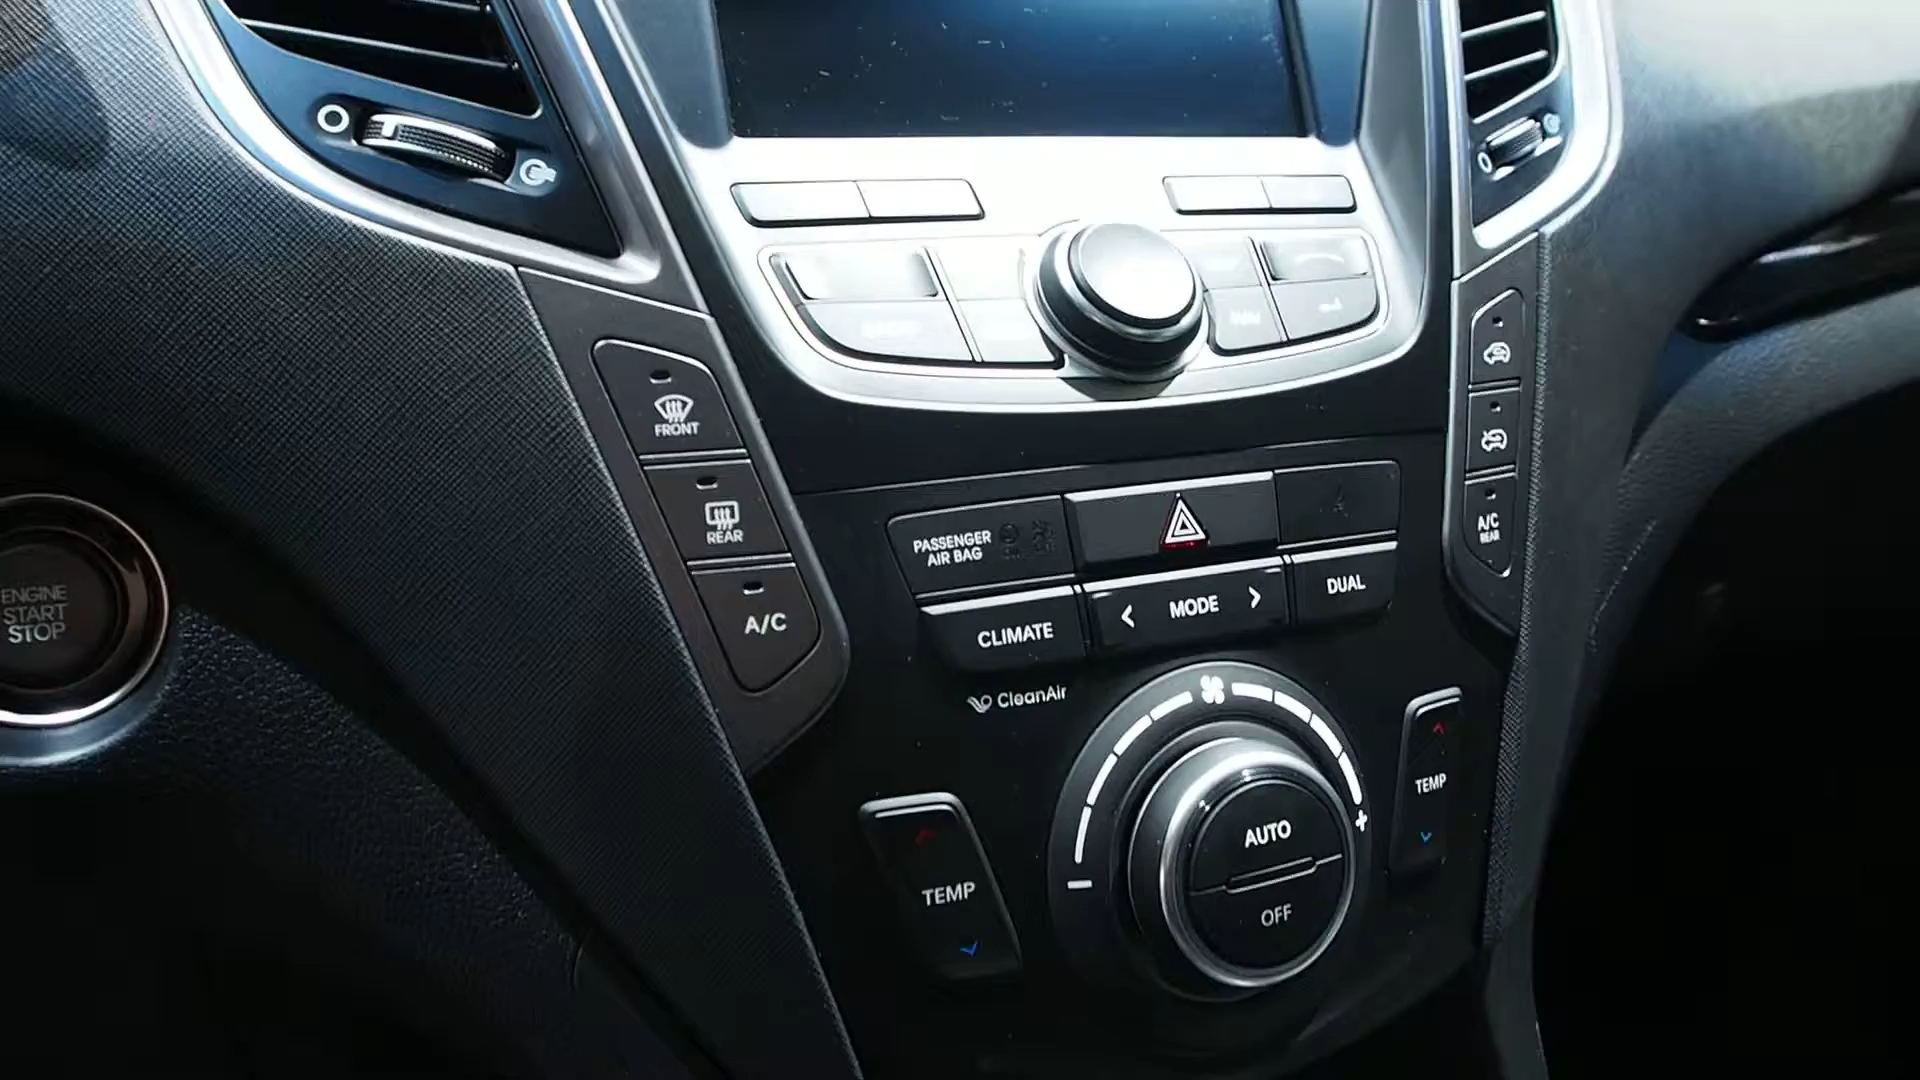 FRONT
REAR
A/C
ENGINE
START
STOP
PASSENGER
AIR BAG
CLIMATE
< MODE >
DUAL
CleanAir
A/C
REAR
TEMP
AUTO
OFF
- +
TEMP